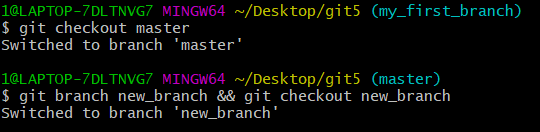 1@LAPTOP-7DLTNVG7 MINGW64 ~/Desktop/git5 (my_first_branch)
$ git checkout master
Switched to branch 'master'
1@LAPTOP-7DLTNVG7 MINGW64 ~/Desktop/git5 (master)
$ git branch new_branch && git checkout new_branch
Switched to branch 'new_branch'